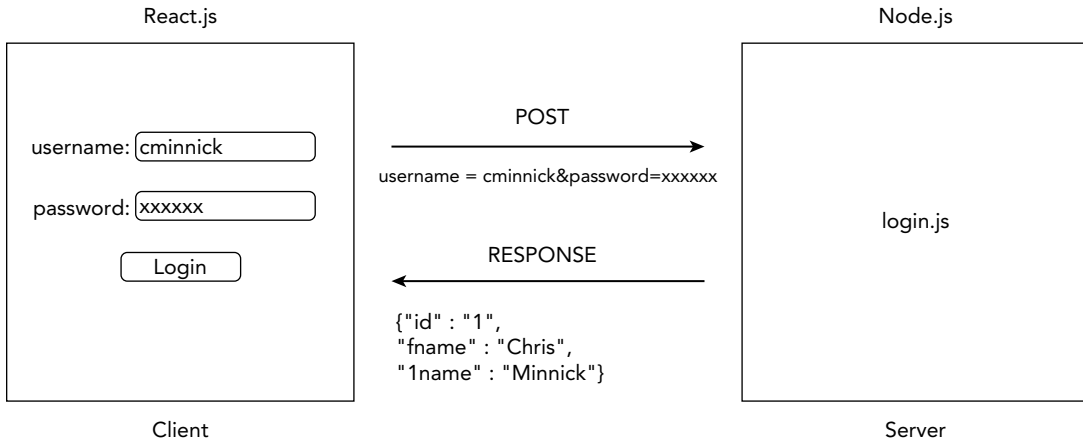 React.js
Node.js
username: cminnick
password: xxxxxx
Login
POST
username = cminnick&password=xxxxxx
RESPONSE
{"id" : "1",
"fname" : "Chris",
"1name" : "Minnick"}
login.js
Client
Server